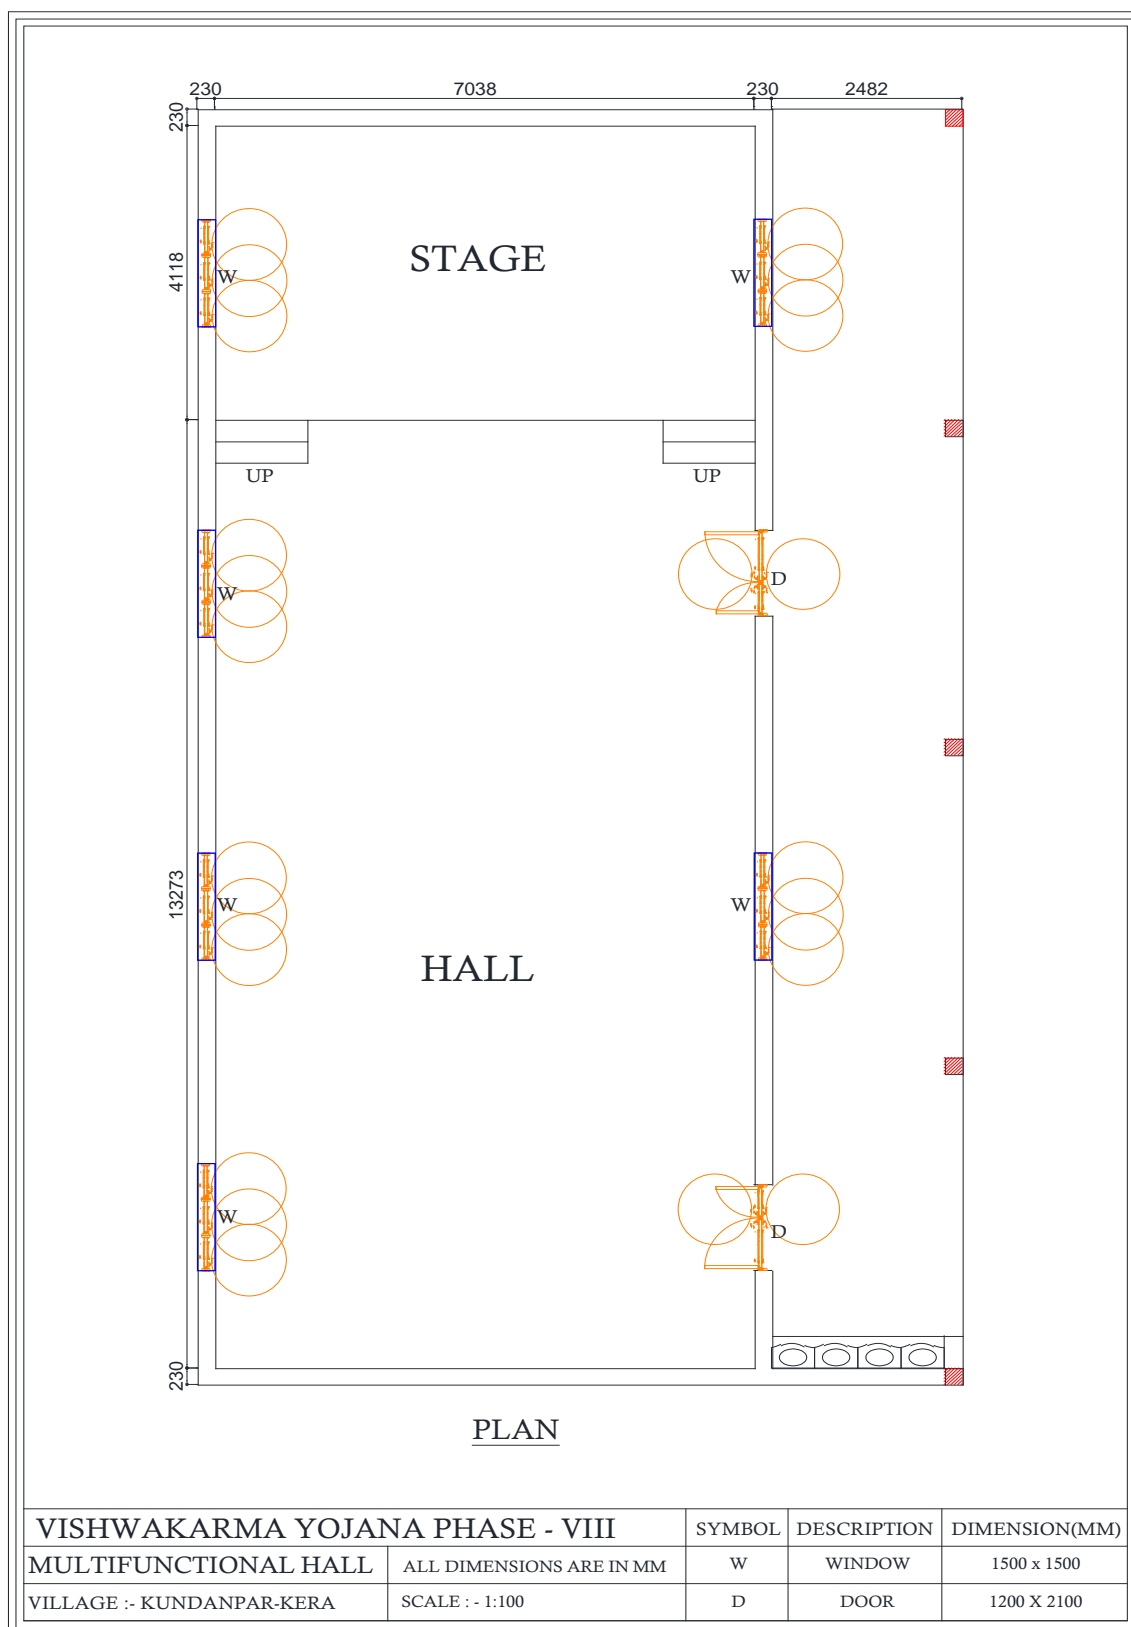 230 7038 230 2482
230
STAGE
4118
W W
UP UP
D
W
13273
W W
HALL
W
D
230
PLAN
VISHWAKARMA YOJANA PHASE - VIII SYMBOL DESCRIPTION DIMENSION(MM)
MULTIFUNCTIONAL HALL ALL DIMENSIONS ARE IN MM W WINDOW 1500 x 1500
VILLAGE :- KUNDANPAR-KERA SCALE : - 1:100 D DOOR 1200 X 2100